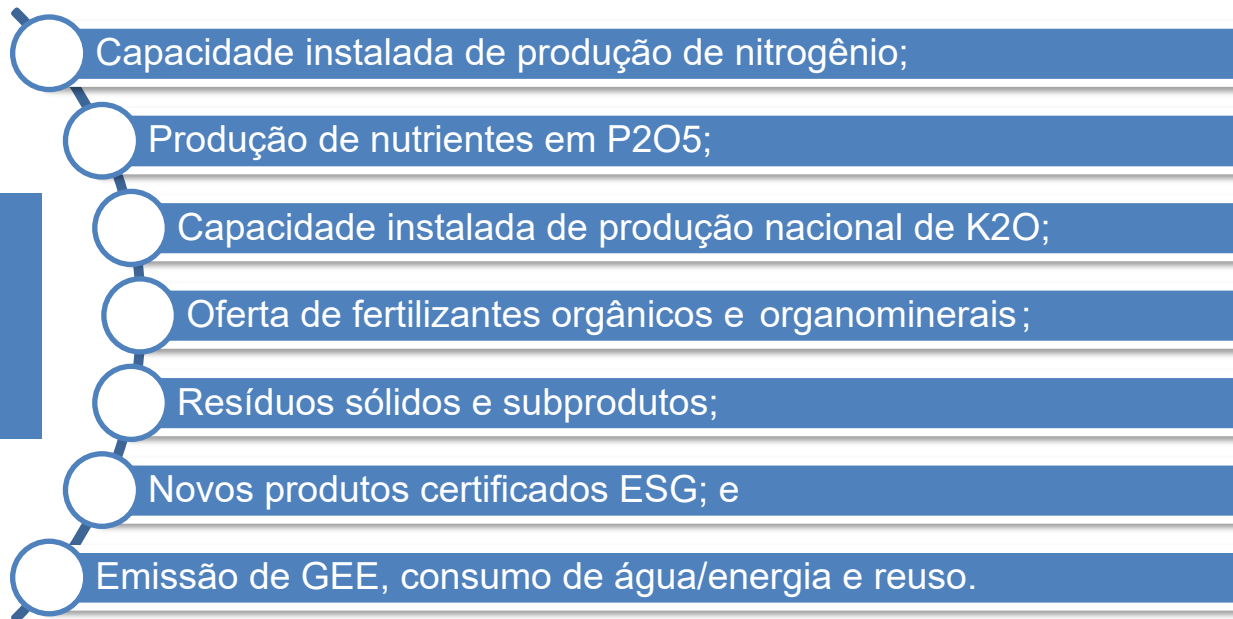 Capacidade instalada de produção de nitrogênio;
Produção de nutrientes em P2O5;
Capacidade instalada de produção nacional de K2O;
Oferta de fertilizantes orgânicos e organominerais;
Resíduos sólidos e subprodutos;
Novos produtos certificados ESG; e
Emissão de GEE, consumo de água/energia e reuso.